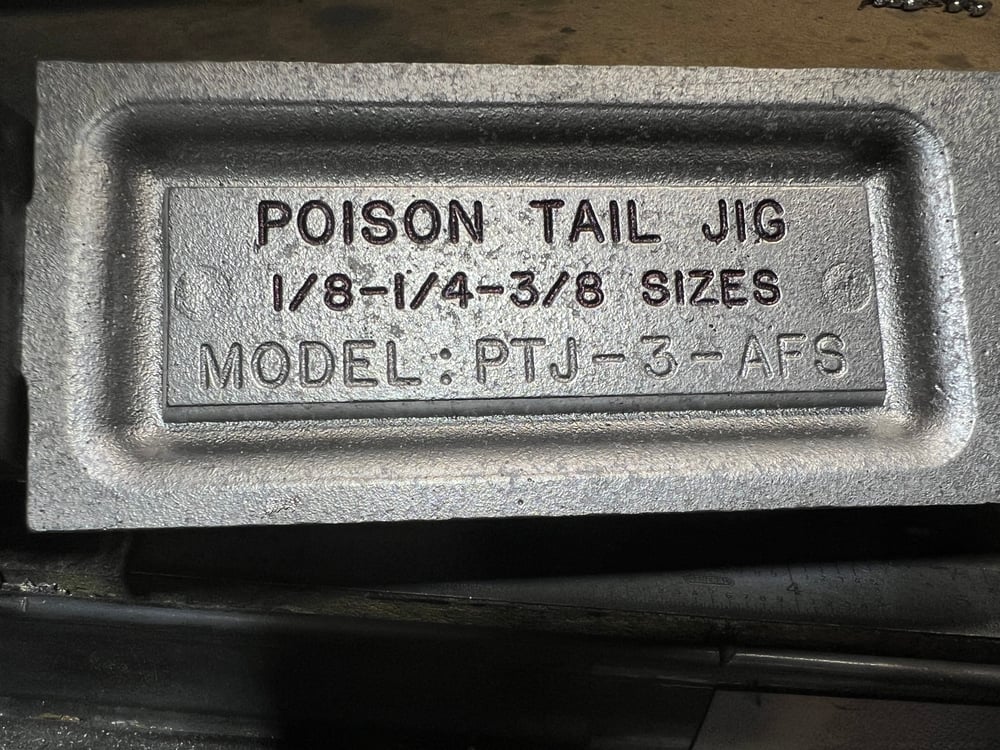 POISON TAIL JIG
1/8-1/4-3/8 SIZES
MODEL: PTJ-3-AFS